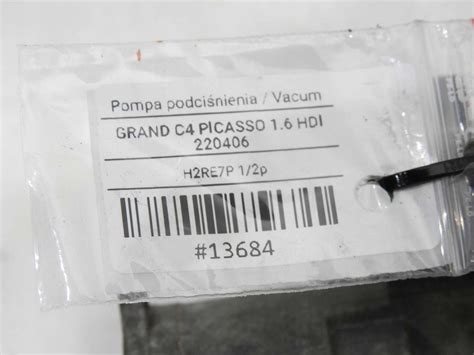 Pompa podciśnienia / Vacum
GRAND C4 PICASSO 1.6 HDI
220406
H2RE7P 1/2p
#13684